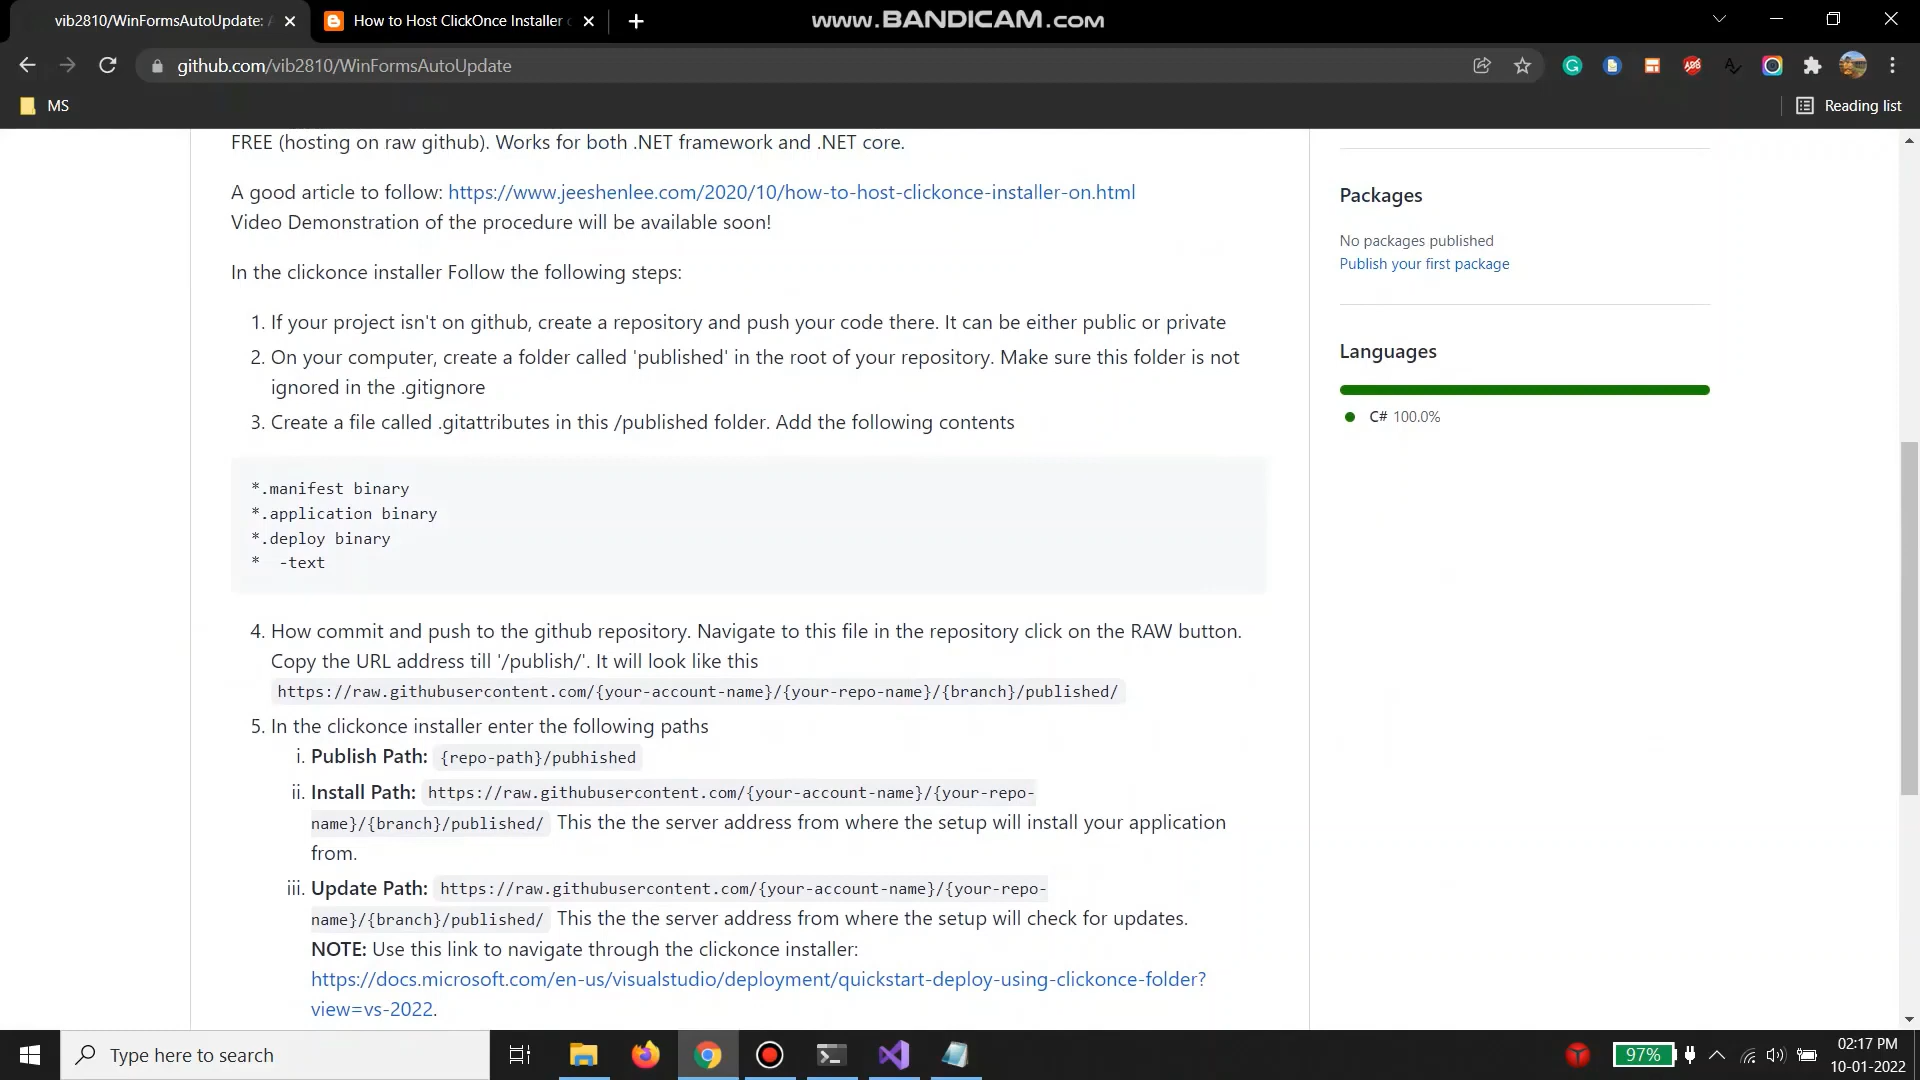 vib2810/WinFormsAutoUpdate: A
How to Host ClickOnce Installer o
www.BANDICAM.com
github.com/vib2810/WinFormsAutoUpdate
MS
Reading list
FREE (hosting on raw github). Works for both .NET framework and .NET core.
A good article to follow: https://www.jeeshenlee.com/2020/10/how-to-host-clickonce-installer-on.html
Video Demonstration of the procedure will be available soon!
In the clickonce installer Follow the following steps:
1. If your project isn't on github, create a repository and push your code there. It can be either public or private
2. On your computer, create a folder called 'published' in the root of your repository. Make sure this folder is not
ignored in the .gitignore
3. Create a file called .gitattributes in this /published folder. Add the following contents
*.manifest binary
*.application binary
*.deploy binary
*  -text
4. How commit and push to the github repository. Navigate to this file in the repository click on the RAW button.
Copy the URL address till '/publish/'. It will look like this
https://raw.githubusercontent.com/{your-account-name}/{your-repo-name}/{branch}/published/
5. In the clickonce installer enter the following paths
i. Publish Path: {repo-path}/pubhished
ii. Install Path: https://raw.githubusercontent.com/{your-account-name}/{your-repo-
name}/{branch}/published/ This the the server address from where the setup will install your application
from.
iii. Update Path: https://raw.githubusercontent.com/{your-account-name}/{your-repo-
name}/{branch}/published/ This the the server address from where the setup will check for updates.
NOTE: Use this link to navigate through the clickonce installer:
https://docs.microsoft.com/en-us/visualstudio/deployment/quickstart-deploy-using-clickonce-folder?
view=vs-2022.
Packages
No packages published
Publish your first package
Languages
C# 100.0%
Type here to search
97%
02:17 PM
10-01-2022